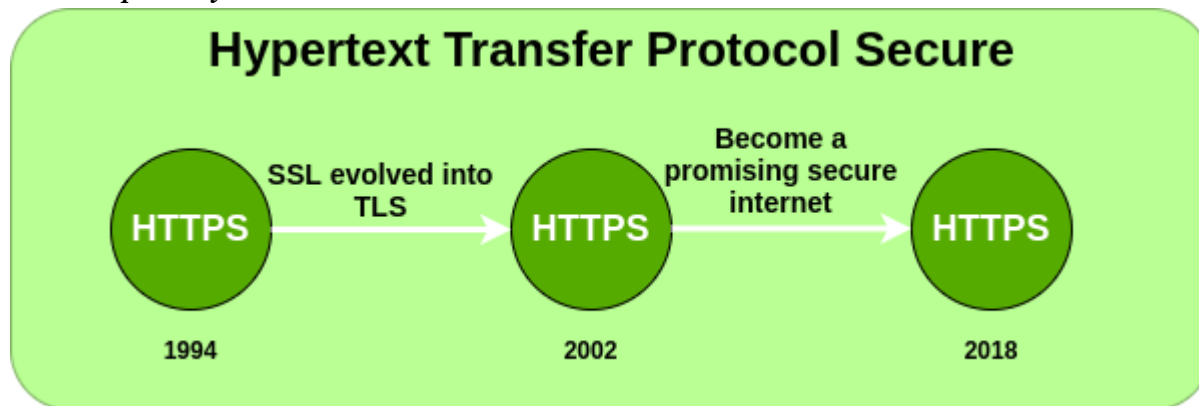 Hypertext Transfer Protocol Secure
SSL evolved into
TLS
Become a
promising secure
internet
HTTPS
HTTPS
HTTPS
1994
2002
2018